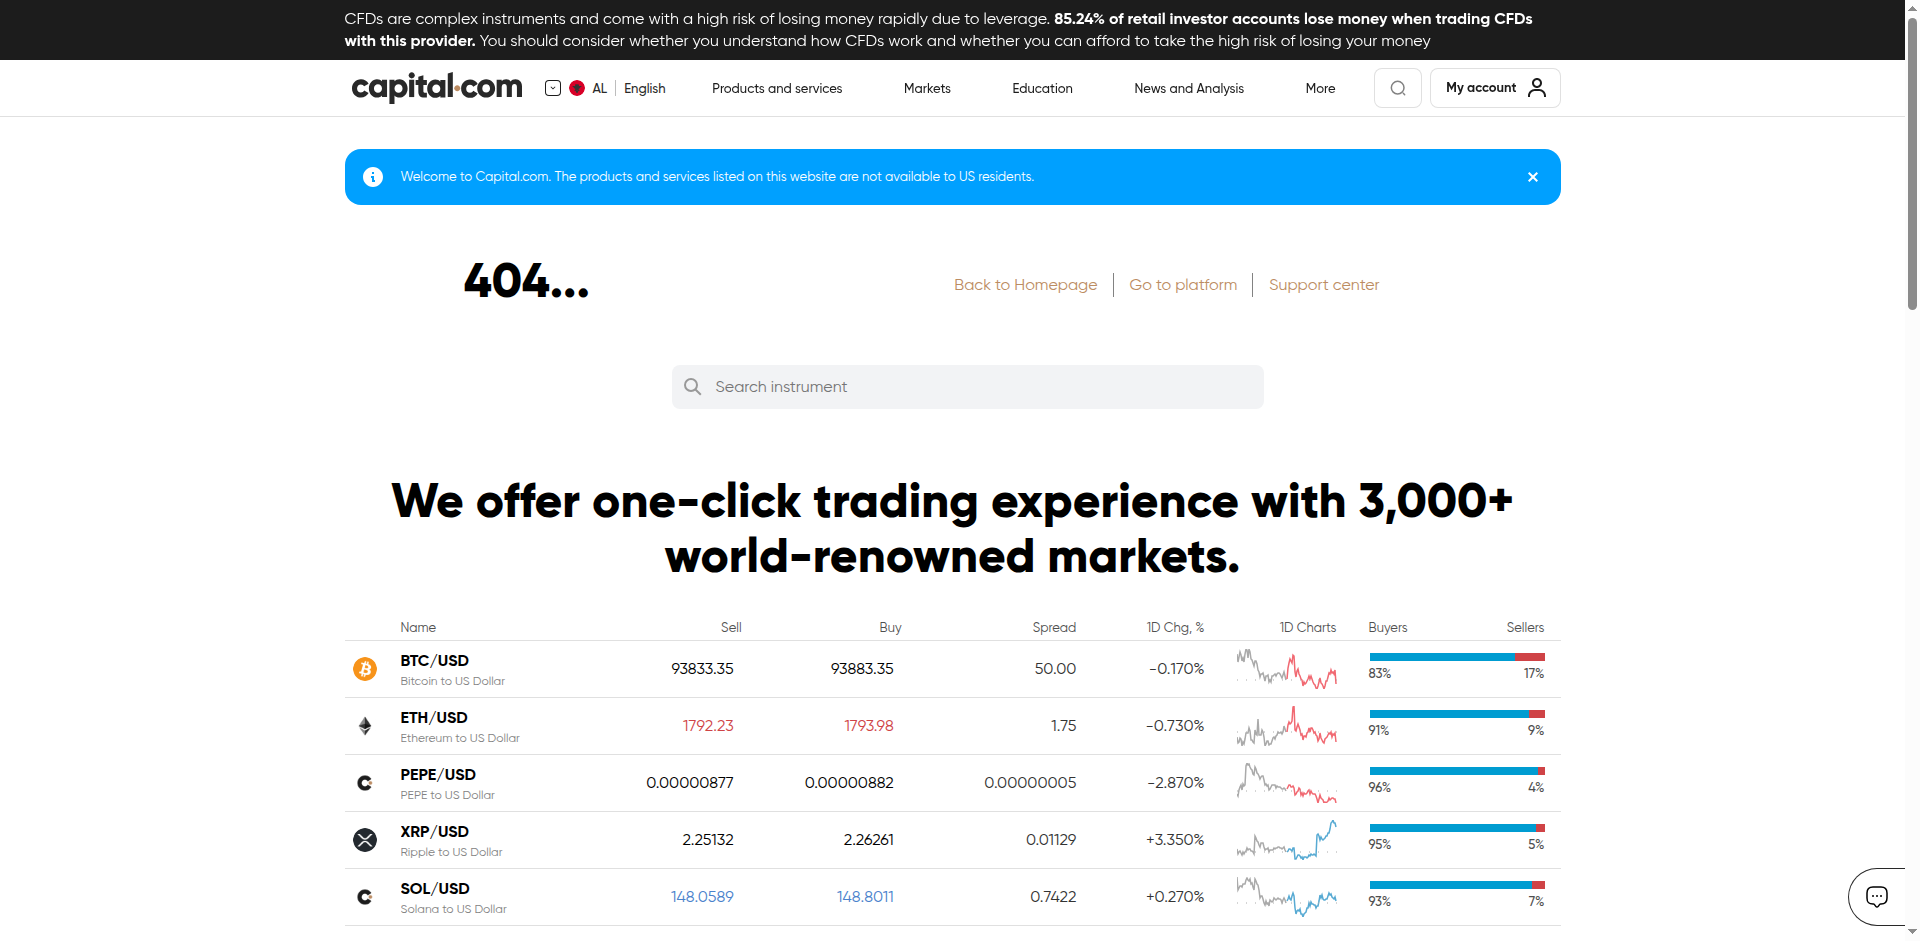 CFDs are complex instruments and come with a high risk of losing money rapidly due to leverage. 85.24% of retail investor accounts lose money when trading CFDs
with this provider. You should consider whether you understand how CFDs work and whether you can afford to take the high risk of losing your money
capital.com AL English Products and services Markets Education News and Analysis More My account
Welcome to Capital.com. The products and services listed on this website are not available to US residents.
404... Back to Homepage Go to platform Support center
Search instrument
We offer one-click trading experience with 3,000+
world-renowned markets.
Name Sell Buy Spread 1D Chg, % 1D Charts Buyers Sellers
BTC/USD 93833.35 93883.35 50.00 -0.170% 83% 17%
Bitcoin to US Dollar
ETH/USD 1792.23 1793.98 1.75 -0.730% 91% 9%
Ethereum to US Dollar
PEPE/USD 0.00000877 0.00000882 0.00000005 -2.870% 96% 4%
PEPE to US Dollar
XRP/USD 2.25132 2.26261 0.01129 +3.350% 95% 5%
Ripple to US Dollar
SOL/USD 148.0589 148.8011 0.7422 +0.270% 93% 7%
Solana to US Dollar